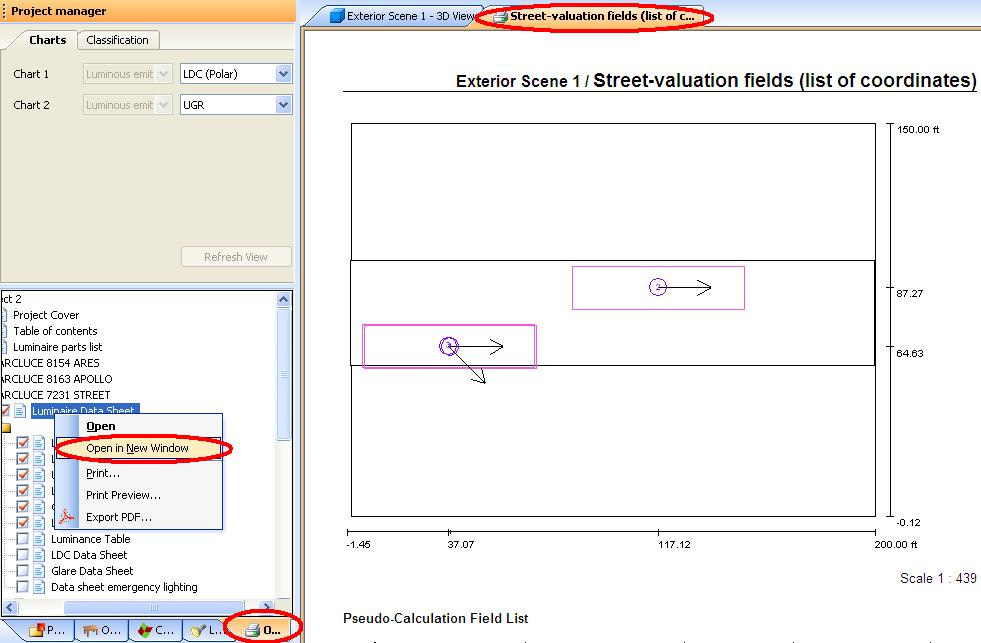 Project manager
Charts
Classification
Chart 1
Luminous emit
LDC (Polar)
Chart 2
Luminous emit
UGR
Refresh View
ect 2
Project Cover
Table of contents
Luminaire parts list
ARCLUCE 8154 ARES
ARCLUCE 8163 APOLLO
ARCLUCE 7231 STREET
Luminaire Data Sheet
Open
Open in New Window
Print...
Print Preview...
Export PDF...
Luminance Table
LDC Data Sheet
Glare Data Sheet
Data sheet emergency lighting
P...
O...
C...
L...
O...
Exterior Scene 1 - 3D View
Street-valuation fields (list of c...
Exterior Scene 1 / Street-valuation fields (list of coordinates)
150.00 ft
2
87.27
64.63
-0.12
-1.45
37.07
117.12
200.00 ft
Scale 1 : 439
Pseudo-Calculation Field List